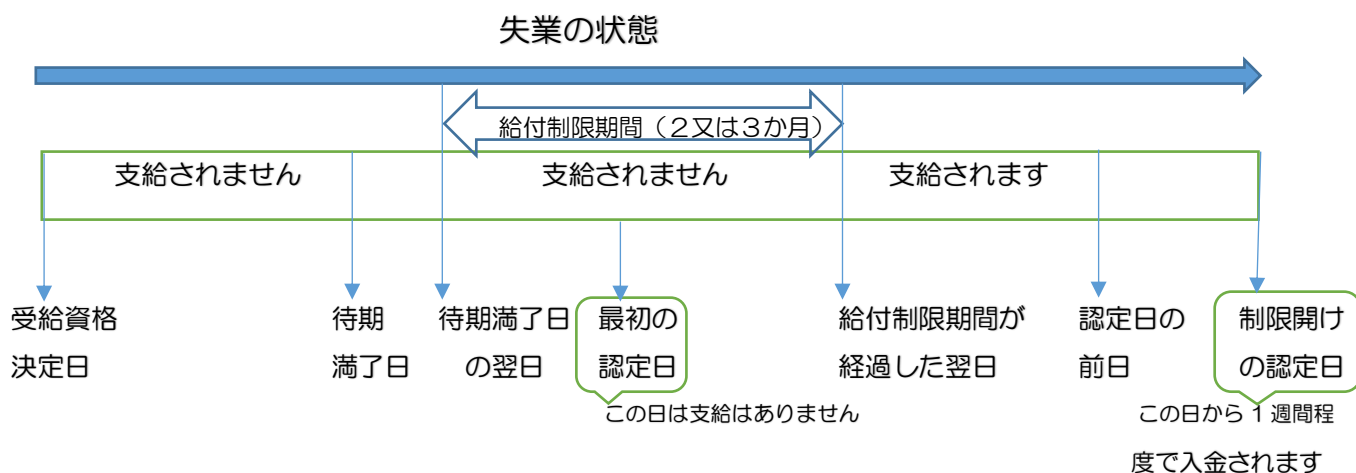 失業の状態
給付制限期間（２又は３か月）
支給されません
支給されません
支給されます
受給資格
決定日
待期
満了日
待期満了日
の翌日
最初の
認定日
この日は支給はありません
給付制限期間が
経過した翌日
認定日の
前日
制限開け
の認定日
この日から１週間程
度で入金されます